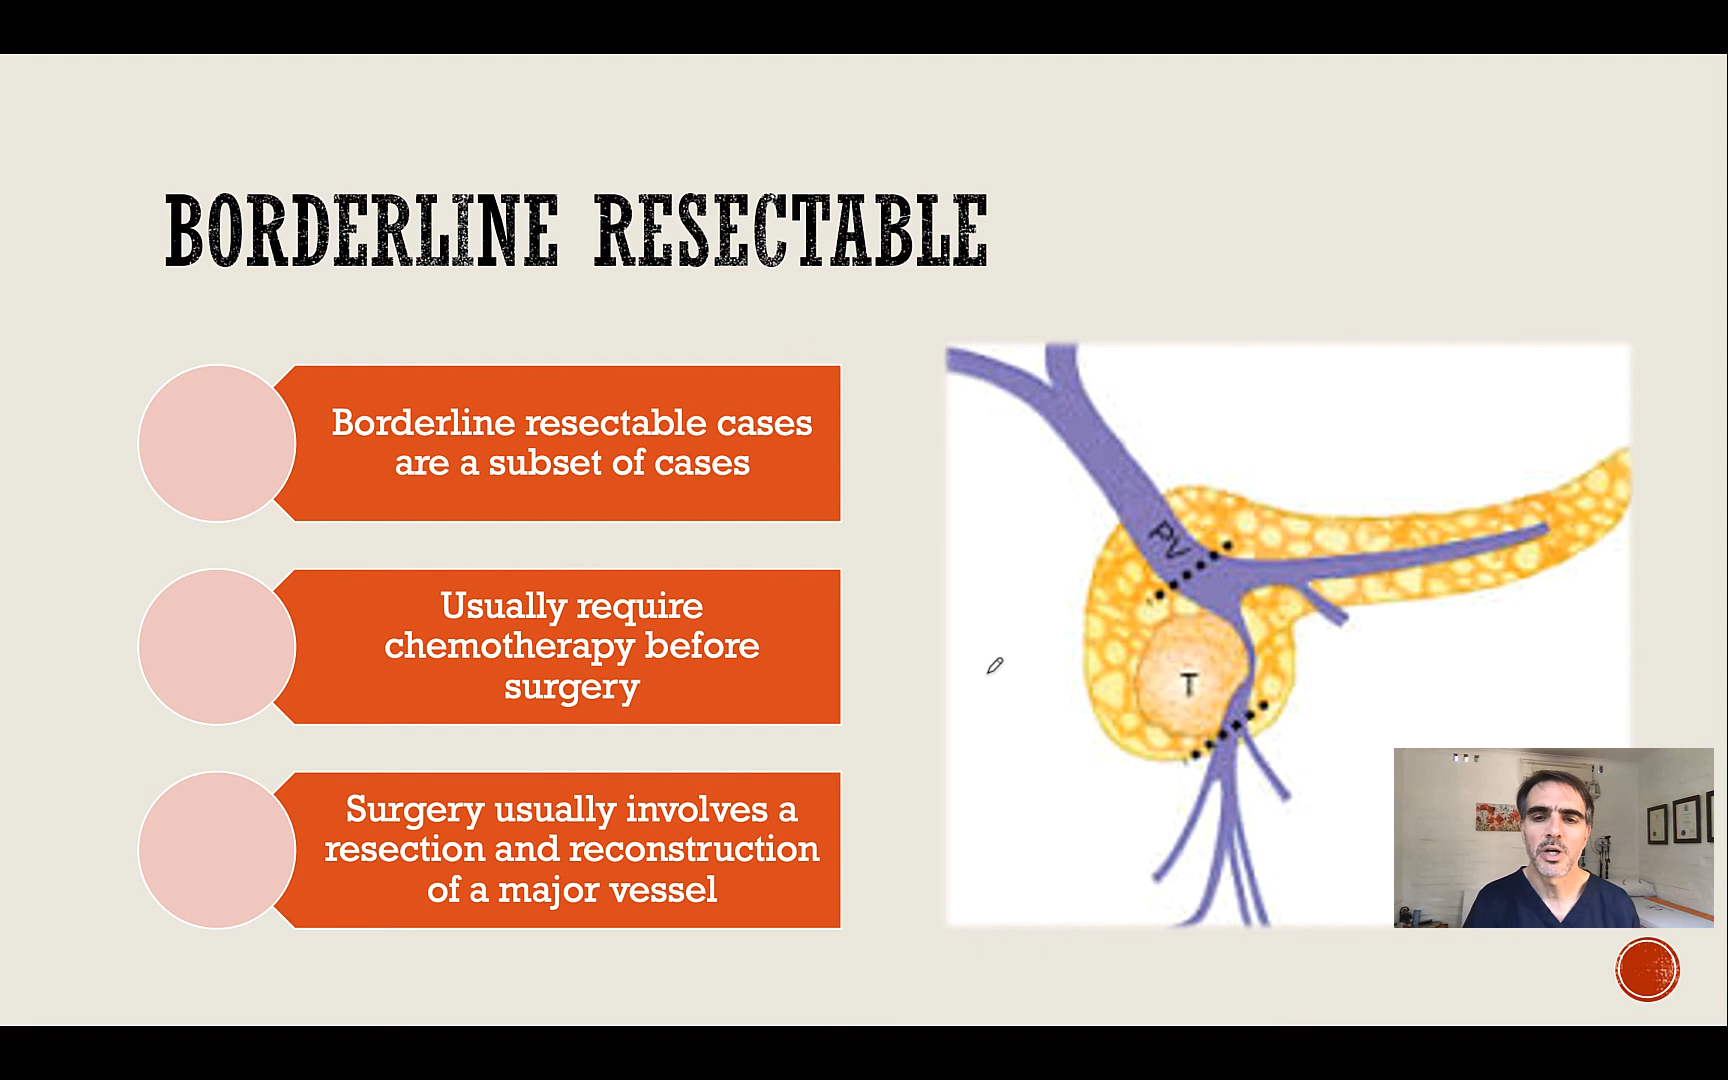 BORDERLINE RESECTABLE
Borderline resectable cases
are a subset of cases
Usually require
chemotherapy before
surgery
Surgery usually involves a
resection and reconstruction
of a major vessel
PV
T